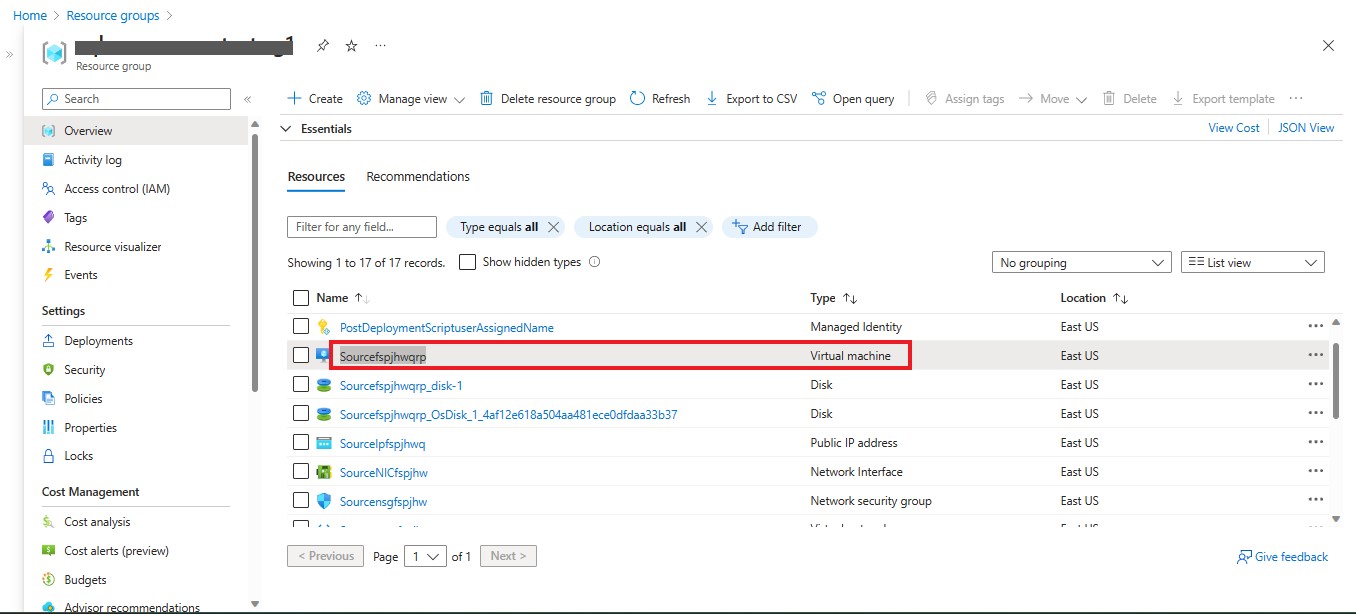 Home > Resource groups >
Resource group
Search
Create Manage view Delete resource group Refresh Export to CSV Open query Assign tags Move Delete Export template
Overview
Activity log
Access control (IAM)
Tags
Resource visualizer
Events
Settings
Deployments
Security
Policies
Properties
Locks
Cost Management
Cost analysis
Cost alerts (preview)
Budgets
Advisor recommendations
Essentials View Cost JSON View
Resources Recommendations
Filter for any field... Type equals all Location equals all Add filter
Showing 1 to 17 of 17 records. Show hidden types No grouping List view
Name Type Location
PostDeploymentScriptuserAssignedName Managed Identity East US
Sourcefspjhwqrp Virtual machine East US
Sourcefspjhwqrp_disk-1 Disk East US
Sourcefspjhwqrp_OsDisk_1_4af12e618a504aa481ece0dfdaa33b37 Disk East US
SourceIpfspjhwq Public IP address East US
SourceNICfspjhw Network Interface East US
Sourcensgfspjhw Network security group East US
< Previous Page 1 of 1 Next > Give feedback